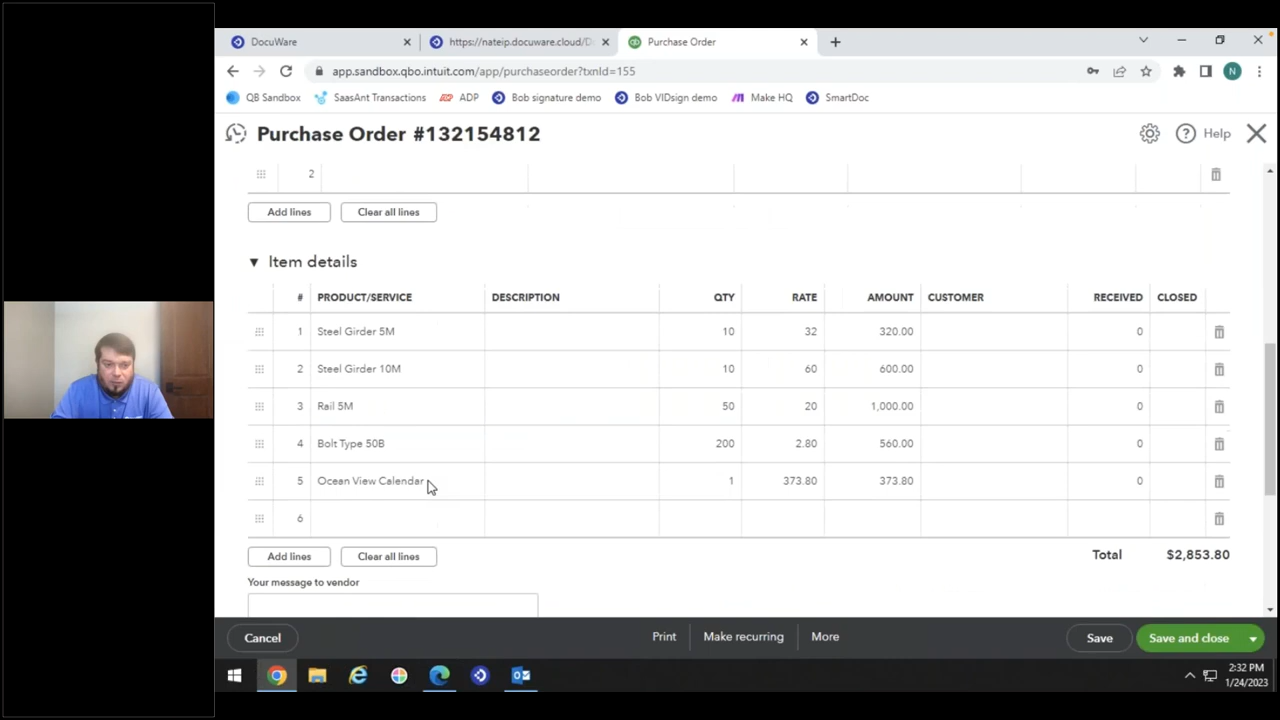 DocuWare
https://nateip.docuware.cloud/D
Purchase Order
app.sandbox.qbo.intuit.com/app/purchaseorder?txnId=155
N
QB Sandbox
SaasAnt Transactions
ADP
Bob signature demo
Bob VIDsign demo
Make HQ
SmartDoc
Purchase Order #132154812
Help
2
Add lines
Clear all lines
Item details
# PRODUCT/SERVICE DESCRIPTION QTY RATE AMOUNT CUSTOMER RECEIVED CLOSED
1 Steel Girder 5M 10 32 320.00 0
2 Steel Girder 10M 10 60 600.00 0
3 Rail 5M 50 20 1,000.00 0
4 Bolt Type 50B 200 2.80 560.00 0
5 Ocean View Calendar 1 373.80 373.80 0
6
Add lines
Clear all lines
Total $2,853.80
Your message to vendor
Cancel
Print
Make recurring
More
Save
Save and close
2:32 PM
1/24/2023